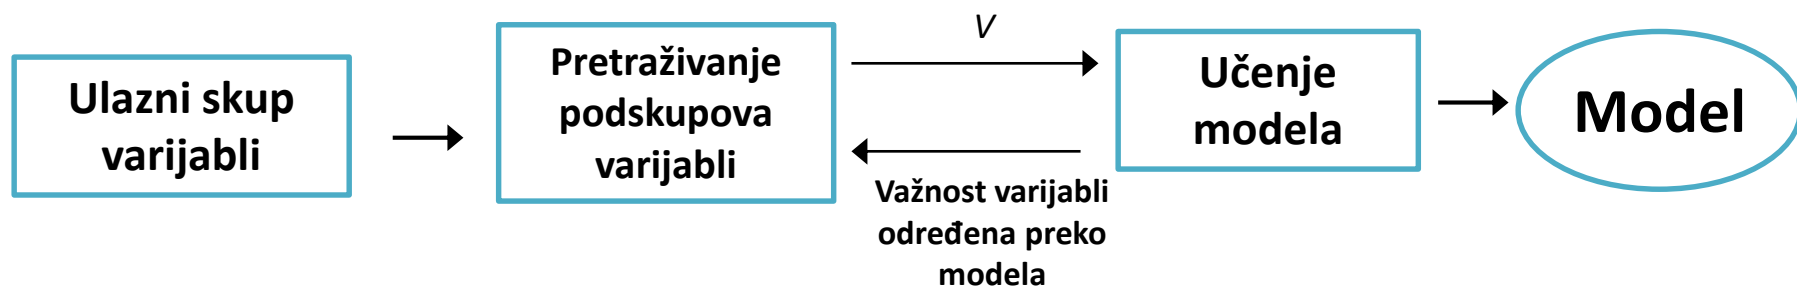 Ulazni skup
varijabli
Pretraživanje
podskupova
varijabli
V
Važnost varijabli
određena preko
modela
Učenje
modela
Model